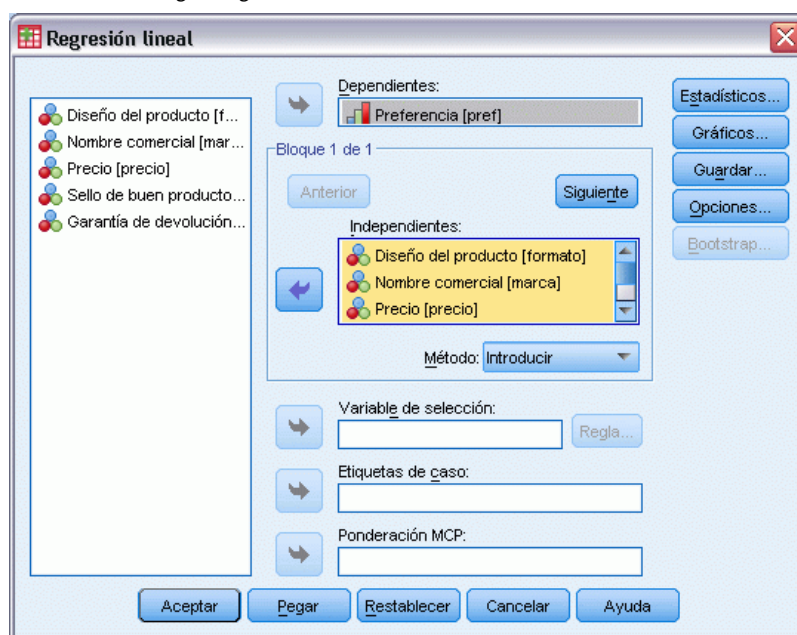 Regresión lineal
Diseño del producto [f...
Nombre comercial [mar...
Precio [precio]
Sello de buen producto...
Garantía de devolución...
Dependientes:
Preferencia [pref]
Bloque 1 de 1
Anterior
Siguiente
Independientes:
Diseño del producto [formato]
Nombre comercial [marca]
Precio [precio]
Método: Introducir
Variable de selección:
Regla...
Etiquetas de caso:
Ponderación MCP:
Estadísticos...
Gráficos...
Guardar...
Opciones...
Bootstrap...
Aceptar
Pegar
Restablecer
Cancelar
Ayuda